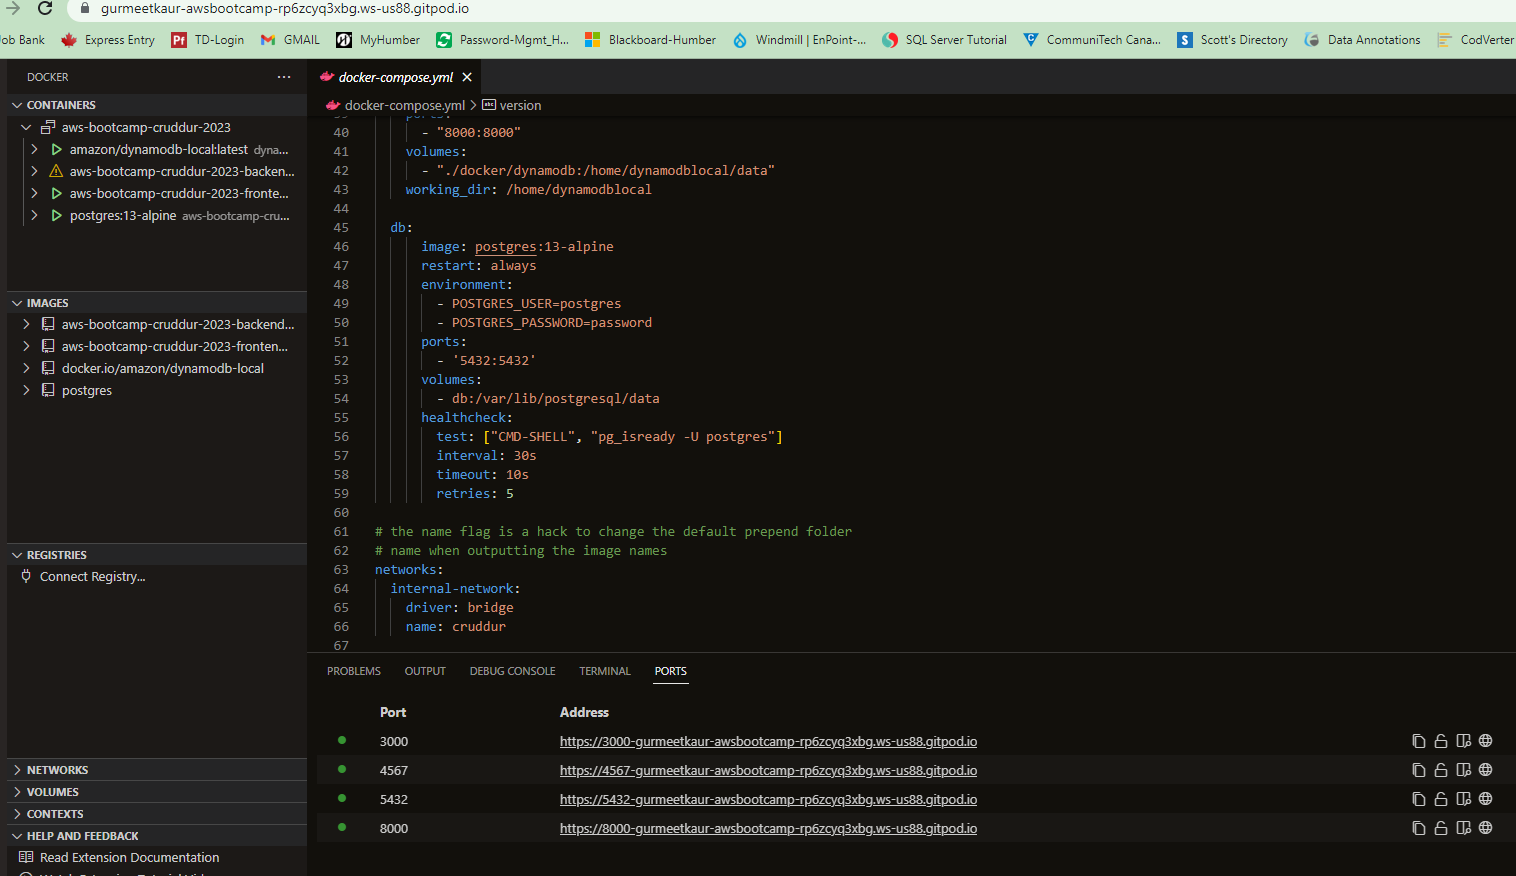 gurmeetkaur-awsbootcamp-rp6zcyq3xbg.ws-us88.gitpod.io
Job Bank Express Entry TD-Login GMAIL MyHumber Password-Mgmt_H... Blackboard-Humber Windmill | EnPoint-... SQL Server Tutorial CommuniTech Cana... Scott's Directory Data Annotations CodVerter
DOCKER
CONTAINERS
aws-bootcamp-cruddur-2023
amazon/dynamodb-local:latest dyna...
aws-bootcamp-cruddur-2023-backen...
aws-bootcamp-cruddur-2023-fronte...
postgres:13-alpine aws-bootcamp-cru...
IMAGES
aws-bootcamp-cruddur-2023-backend...
aws-bootcamp-cruddur-2023-fronten...
docker.io/amazon/dynamodb-local
postgres
REGISTRIES
Connect Registry...
NETWORKS
VOLUMES
CONTEXTS
HELP AND FEEDBACK
Read Extension Documentation
docker-compose.yml
docker-compose.yml > version
39 ports:
40 - "8000:8000"
41 volumes:
42 - "./docker/dynamodb:/home/dynamodblocal/data"
43 working_dir: /home/dynamodblocal
44
45 db:
46 image: postgres:13-alpine
47 restart: always
48 environment:
49 - POSTGRES_USER=postgres
50 - POSTGRES_PASSWORD=password
51 ports:
52 - '5432:5432'
53 volumes:
54 - db:/var/lib/postgresql/data
55 healthcheck:
56 test: ["CMD-SHELL", "pg_isready -U postgres"]
57 interval: 30s
58 timeout: 10s
59 retries: 5
60
61 # the name flag is a hack to change the default prepend folder
62 # name when outputting the image names
63 networks:
64 internal-network:
65 driver: bridge
66 name: cruddur
67
PROBLEMS OUTPUT DEBUG CONSOLE TERMINAL PORTS
Port Address
3000 https://3000-gurmeetkaur-awsbootcamp-rp6zcyq3xbg.ws-us88.gitpod.io
4567 https://4567-gurmeetkaur-awsbootcamp-rp6zcyq3xbg.ws-us88.gitpod.io
5432 https://5432-gurmeetkaur-awsbootcamp-rp6zcyq3xbg.ws-us88.gitpod.io
8000 https://8000-gurmeetkaur-awsbootcamp-rp6zcyq3xbg.ws-us88.gitpod.io